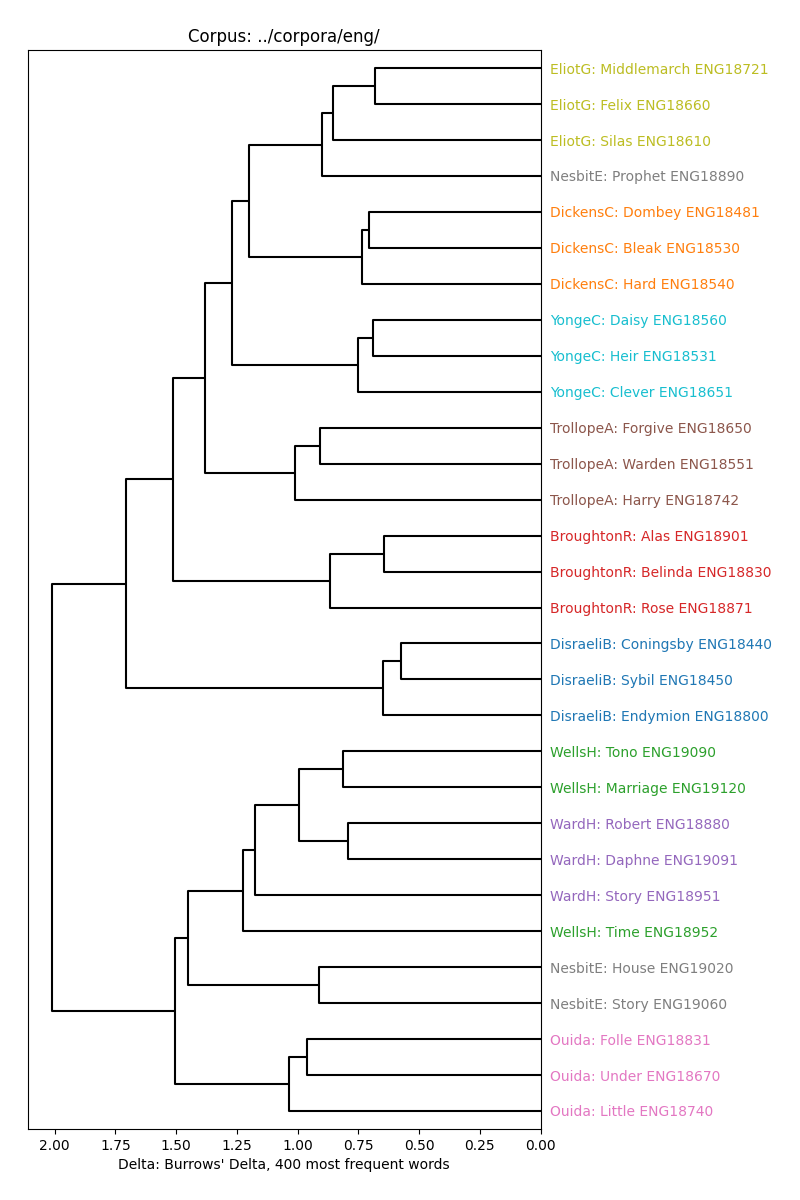 Corpus: ../corpora/eng/
EliotG: Middlemarch ENG18721
EliotG: Felix ENG18660
EliotG: Silas ENG18610
NesbitE: Prophet ENG18890
DickensC: Dombey ENG18481
DickensC: Bleak ENG18530
DickensC: Hard ENG18540
YongeC: Daisy ENG18560
YongeC: Heir ENG18531
YongeC: Clever ENG18651
TrollopeA: Forgive ENG18650
TrollopeA: Warden ENG18551
TrollopeA: Harry ENG18742
BroughtonR: Alas ENG18901
BroughtonR: Belinda ENG18830
BroughtonR: Rose ENG18871
DisraeliB: Coningsby ENG18440
DisraeliB: Sybil ENG18450
DisraeliB: Endymion ENG18800
WellsH: Tono ENG19090
WellsH: Marriage ENG19120
WardH: Robert ENG18880
WardH: Daphne ENG19091
WardH: Story ENG18951
WellsH: Time ENG18952
NesbitE: House ENG19020
NesbitE: Story ENG19060
Ouida: Folle ENG18831
Ouida: Under ENG18670
Ouida: Little ENG18740
2.00 1.75 1.50 1.25 1.00 0.75 0.50 0.25 0.00
Delta: Burrows' Delta, 400 most frequent words